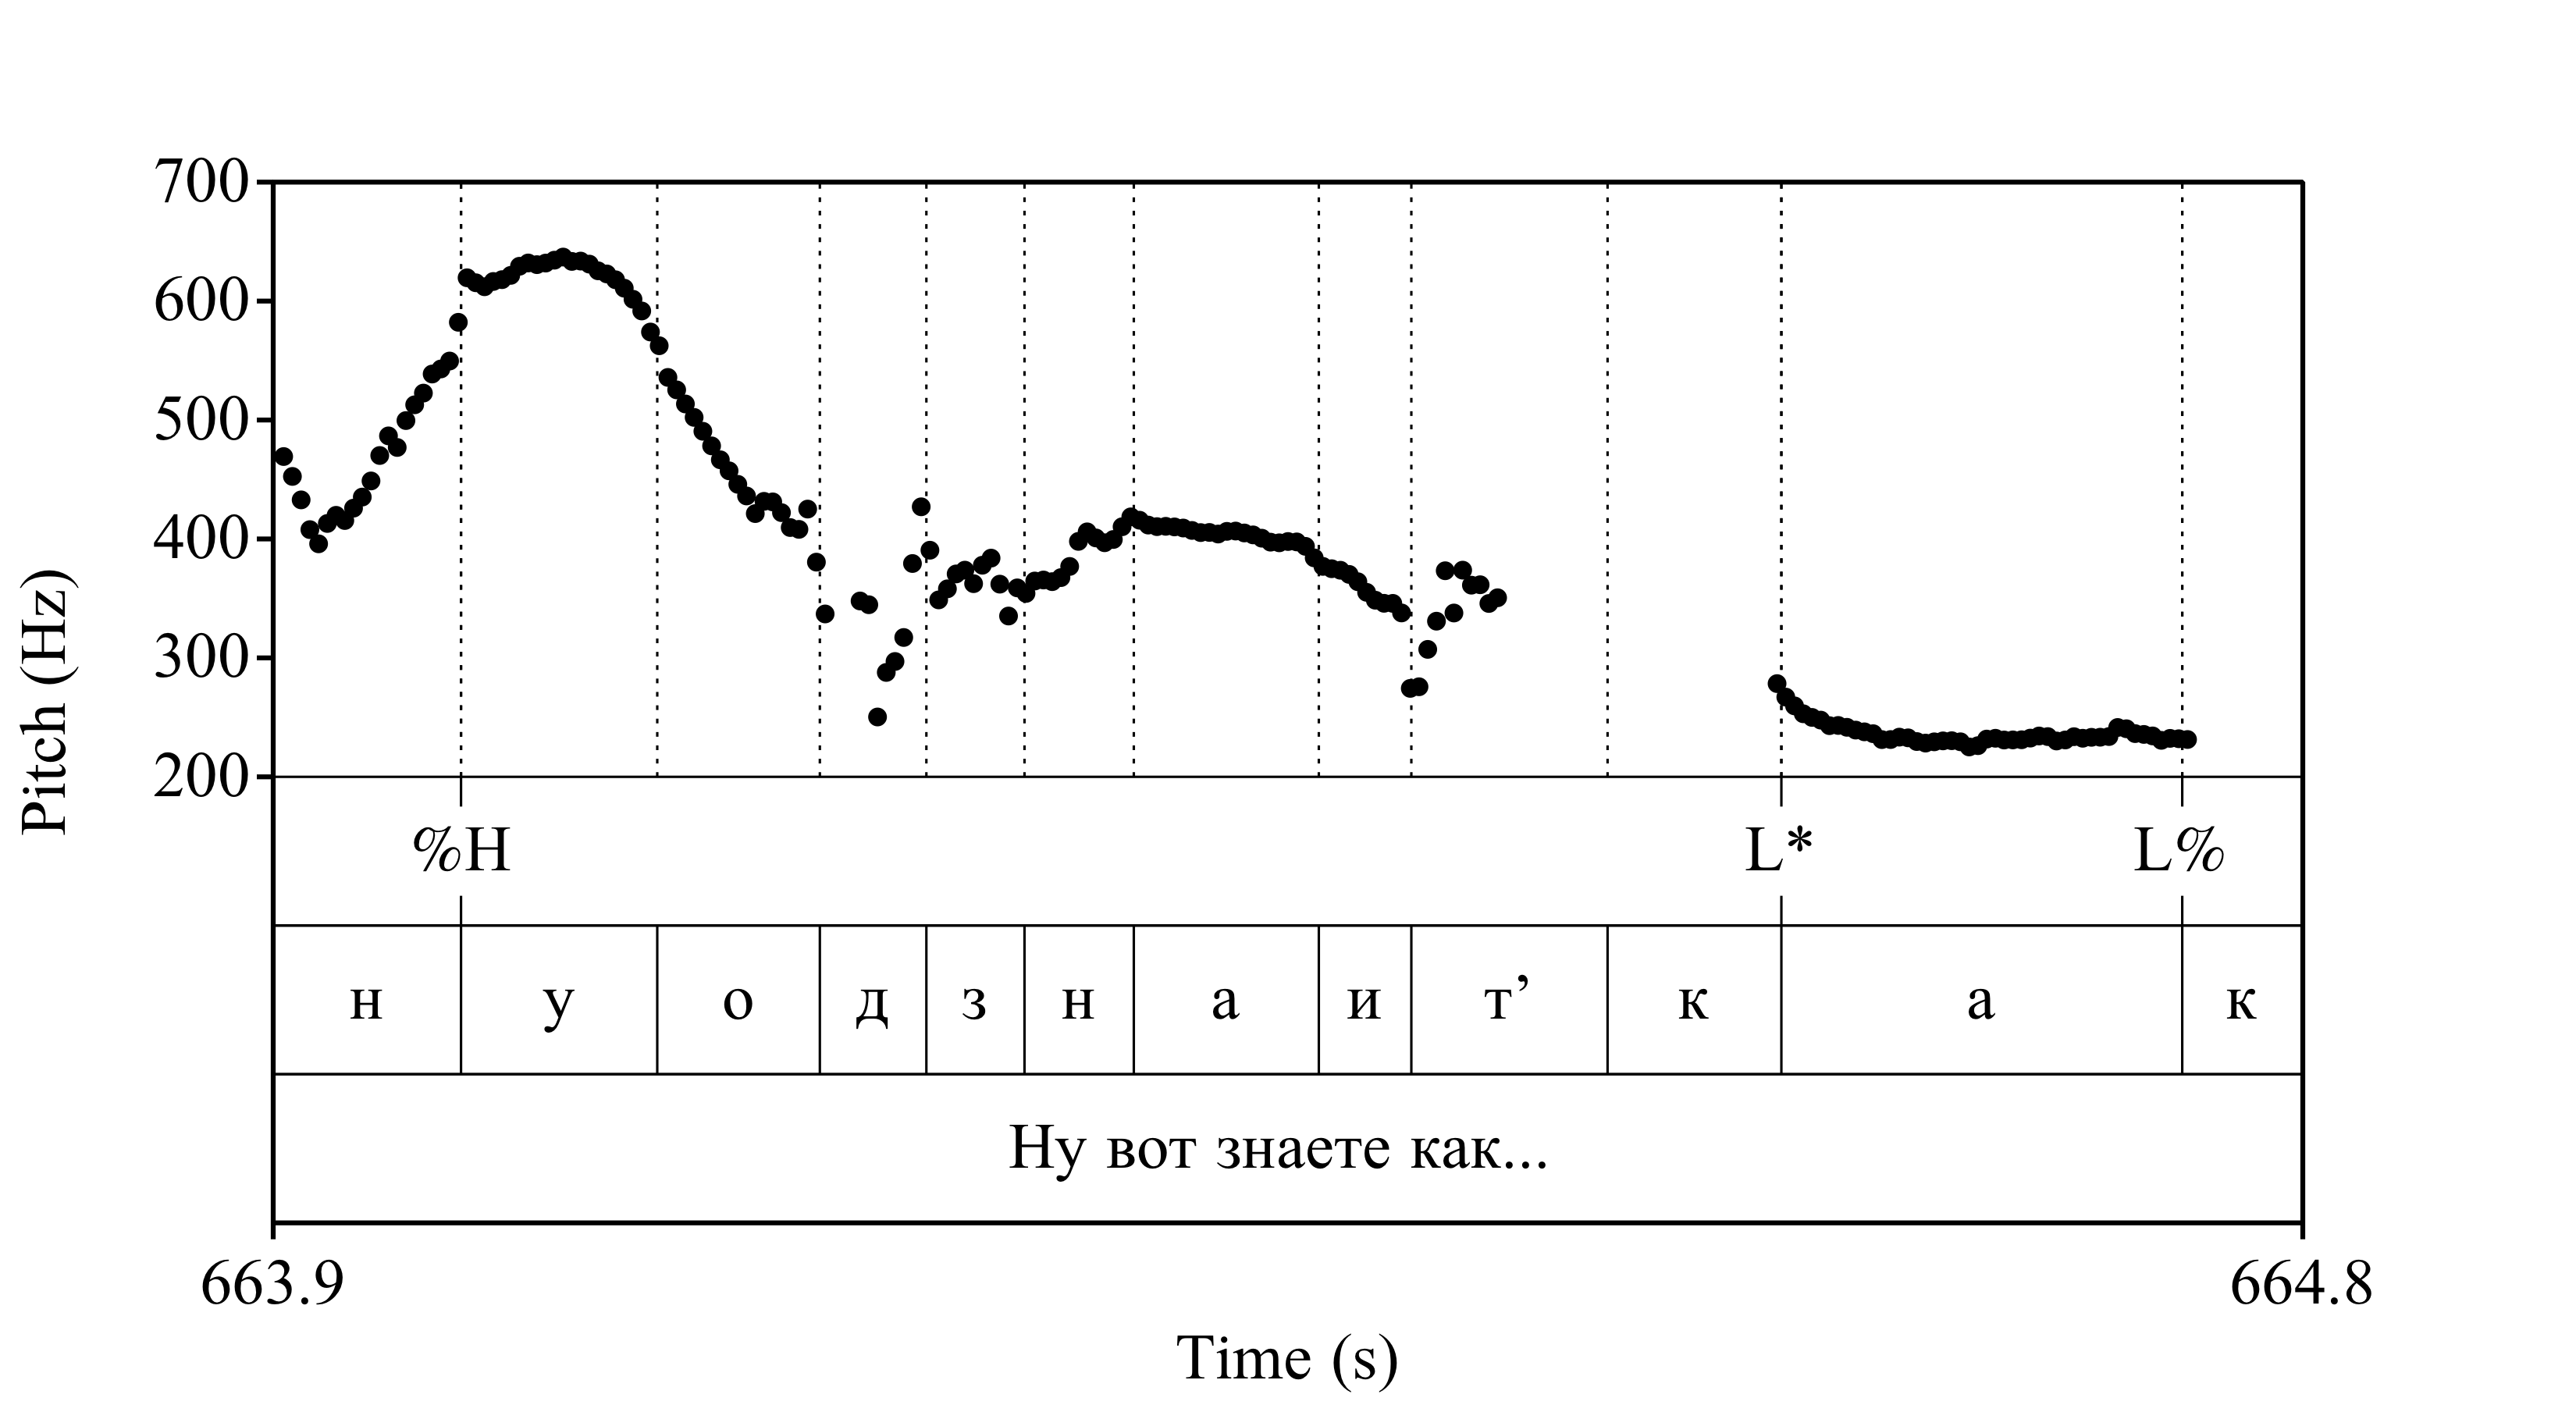 700
600
500
400
300
200
Pitch (Hz)
%H L* L%
н у о д з н а и т’ к а к
Ну вот знаете как...
663.9 664.8
Time (s)